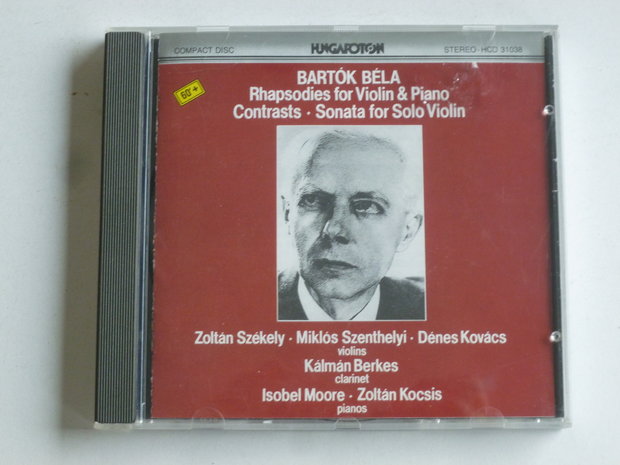 COMPACT DISC
HUNGAROTON
STEREO - HCD 31038
60'+
BARTÓK BÉLA
Rhapsodies for Violin & Piano
Contrasts · Sonata for Solo Violin
Zoltán Székely · Miklós Szenthelyi · Dénes Kovács
violins
Kálmán Berkes
clarinet
Isobel Moore · Zoltán Kocsis
pianos